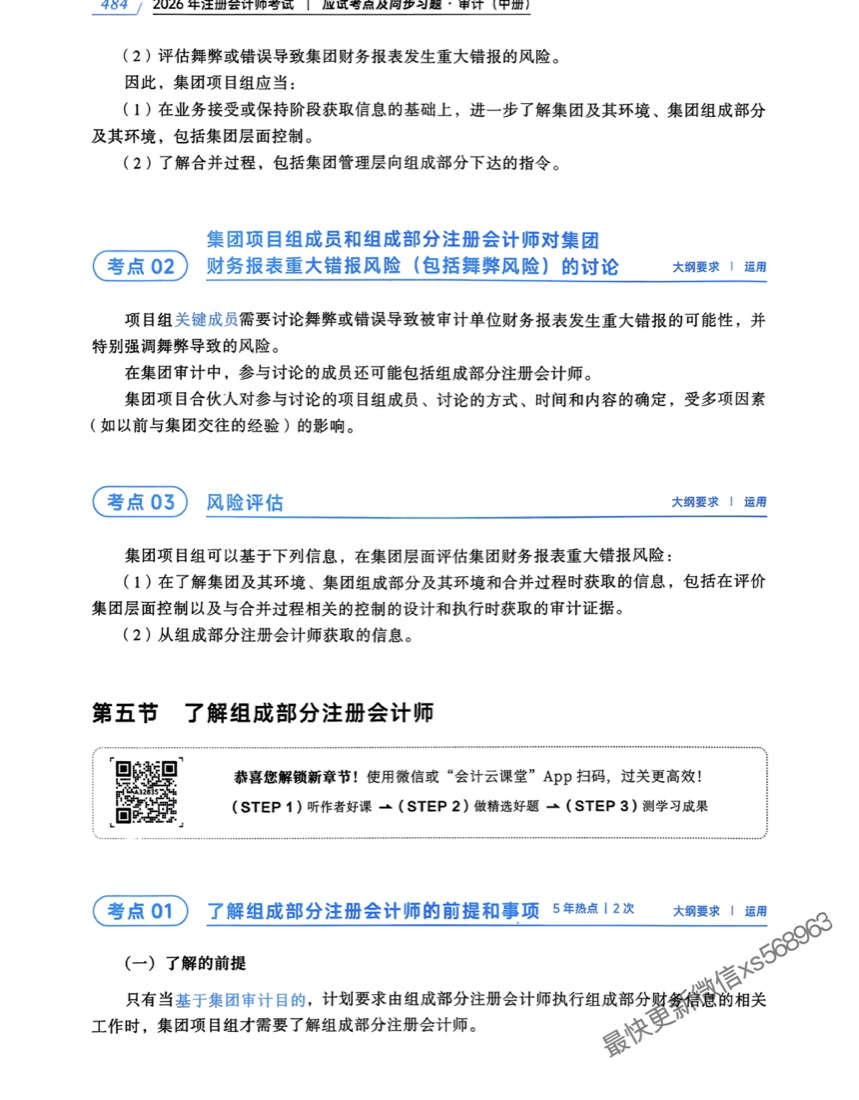 484 2026 年注册会计师考试 | 应试考点及同步习题·审计(中册)
(2)评估舞弊或错误导致集团财务报表发生重大错报的风险。
因此,集团项目组应当:
(1)在业务接受或保持阶段获取信息的基础上,进一步了解集团及其环境、集团组成部分
及其环境,包括集团层面控制。
(2)了解合并过程,包括集团管理层向组成部分下达的指令。
集团项目组成员和组成部分注册会计师对集团
考点 02 财务报表重大错报风险(包括舞弊风险)的讨论 大纲要求 | 运用
项目组关键成员需要讨论舞弊或错误导致被审计单位财务报表发生重大错报的可能性,并
特别强调舞弊导致的风险。
在集团审计中,参与讨论的成员还可能包括组成部分注册会计师。
集团项目合伙人对参与讨论的项目组成员、讨论的方式、时间和内容的确定,受多项因素
(如以前与集团交往的经验)的影响。
考点 03 风险评估 大纲要求 | 运用
集团项目组可以基于下列信息,在集团层面评估集团财务报表重大错报风险:
(1)在了解集团及其环境、集团组成部分及其环境和合并过程时获取的信息,包括在评价
集团层面控制以及与合并过程相关的控制的设计和执行时获取的审计证据。
(2)从组成部分注册会计师获取的信息。
第五节 了解组成部分注册会计师
恭喜您解锁新章节!使用微信或“会计云课堂”App 扫码,过关更高效!
(STEP 1)听作者好课 ⇀(STEP 2)做精选好题 ⇀(STEP 3)测学习成果
考点 01 了解组成部分注册会计师的前提和事项 5 年热点 | 2 次 大纲要求 | 运用
(一)了解的前提
只有当基于集团审计目的,计划要求由组成部分注册会计师执行组成部分财务信息的相关
工作时,集团项目组才需要了解组成部分注册会计师。
最快更新微信xs568963